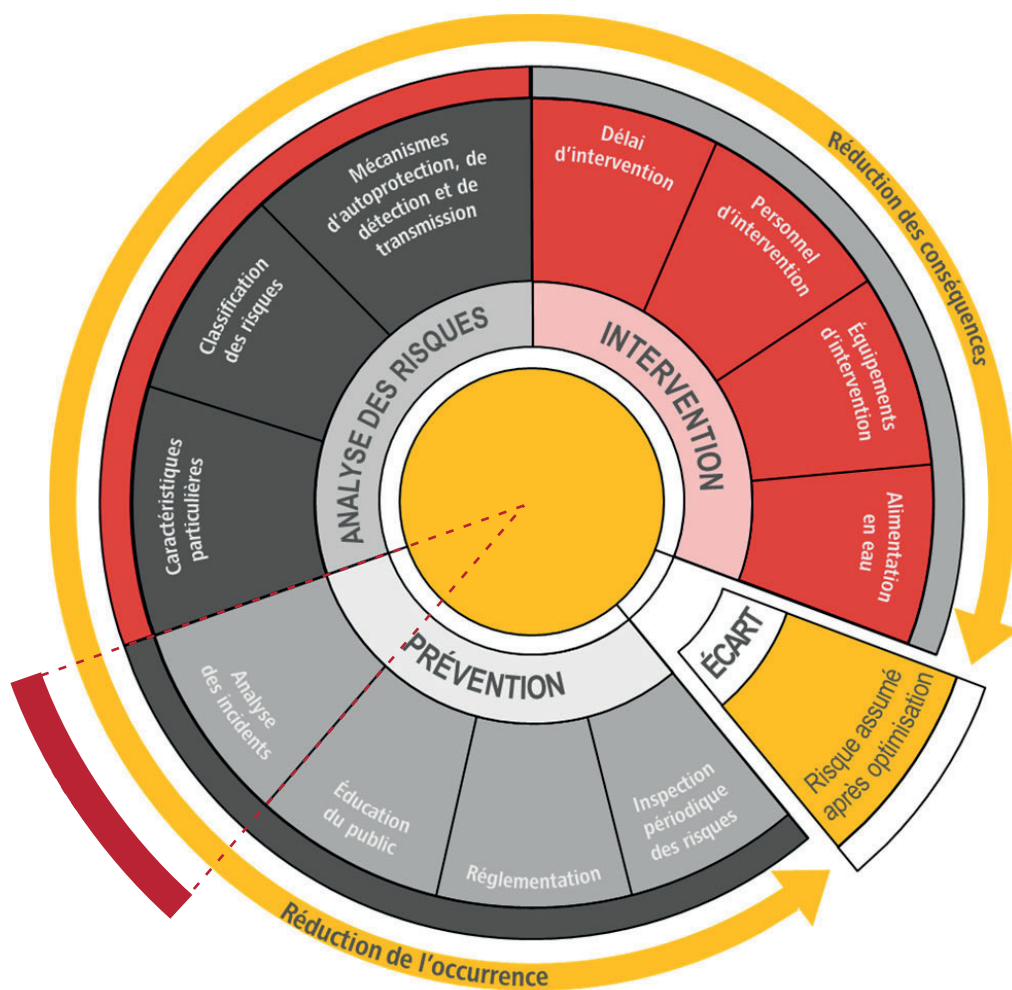 Réduction des conséquences
Mécanismes
d'autoprotection, de
détection et de
transmission
Classification
des risques
Caractéristiques
particulières
ANALYSE DES RISQUES
Délai
d'intervention
Personnel
d'intervention
Équipements
d'intervention
Alimentation
en eau
INTERVENTION
ÉCART
Risque assumé
après optimisation
PRÉVENTION
Analyse
des incidents
Éducation
du public
Réglementation
Inspection
périodique
des risques
Réduction de l'occurrence